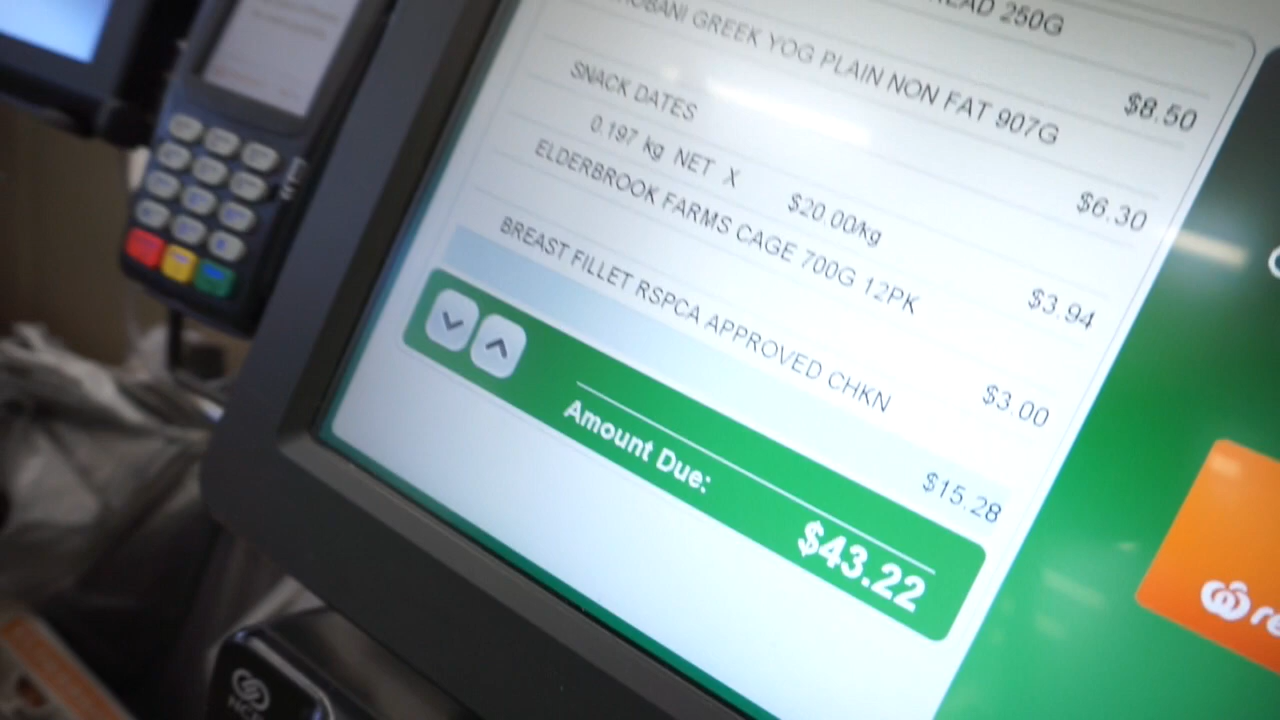 250G
$8.50
GREEK YOG PLAIN NON FAT 907G
$6.30
SNACK DATES
0.197 kg NET X $20.00/kg
$3.94
ELDERBROOK FARMS CAGE 700G 12PK
$3.00
BREAST FILLET RSPCA APPROVED CHKN
$15.28
Amount Due:
$43.22
re